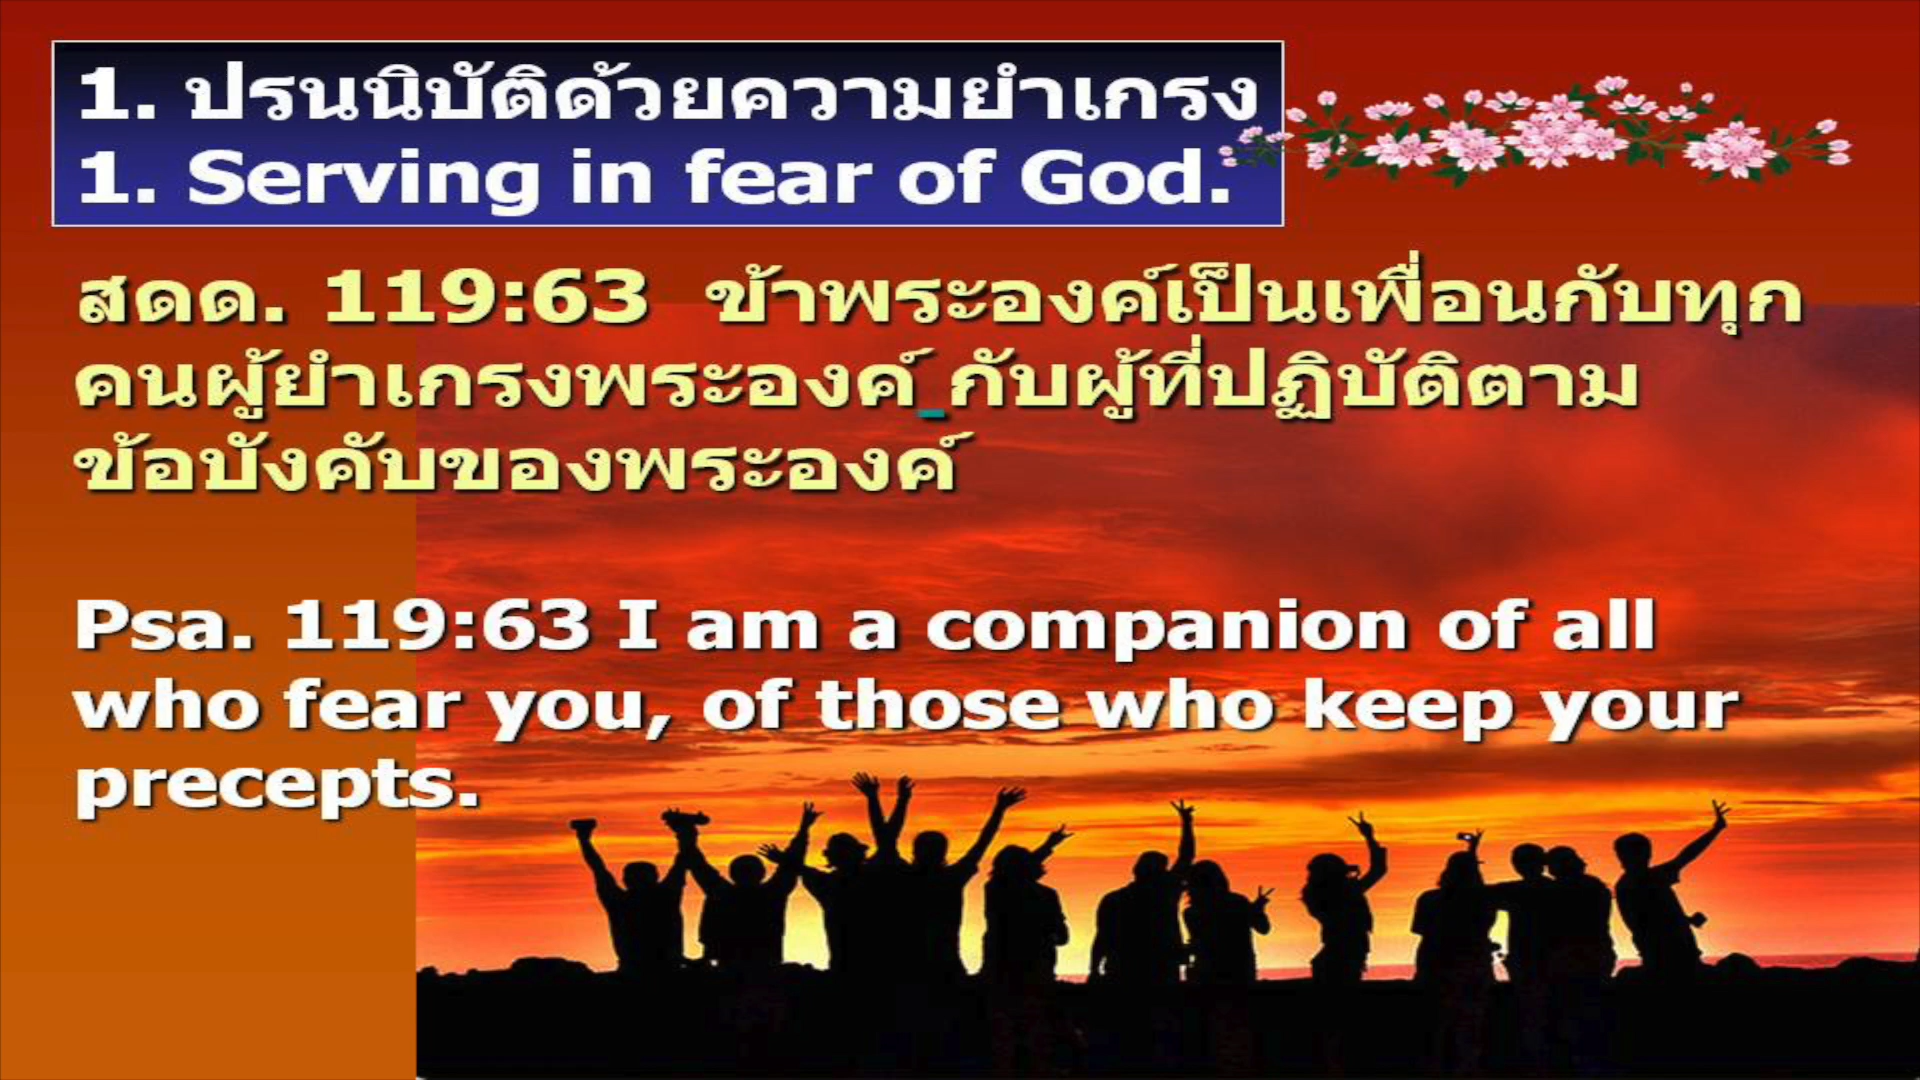 1. ปรนนิบัติด้วยความยำเกรง
1. Serving in fear of God.
สดด. 119:63 ข้าพระองค์เป็นเพื่อนกับทุก
คนผู้ยำเกรงพระองค์ กับผู้ที่ปฏิบัติตาม
ข้อบังคับของพระองค์
Psa. 119:63 I am a companion of all
who fear you, of those who keep your
precepts.